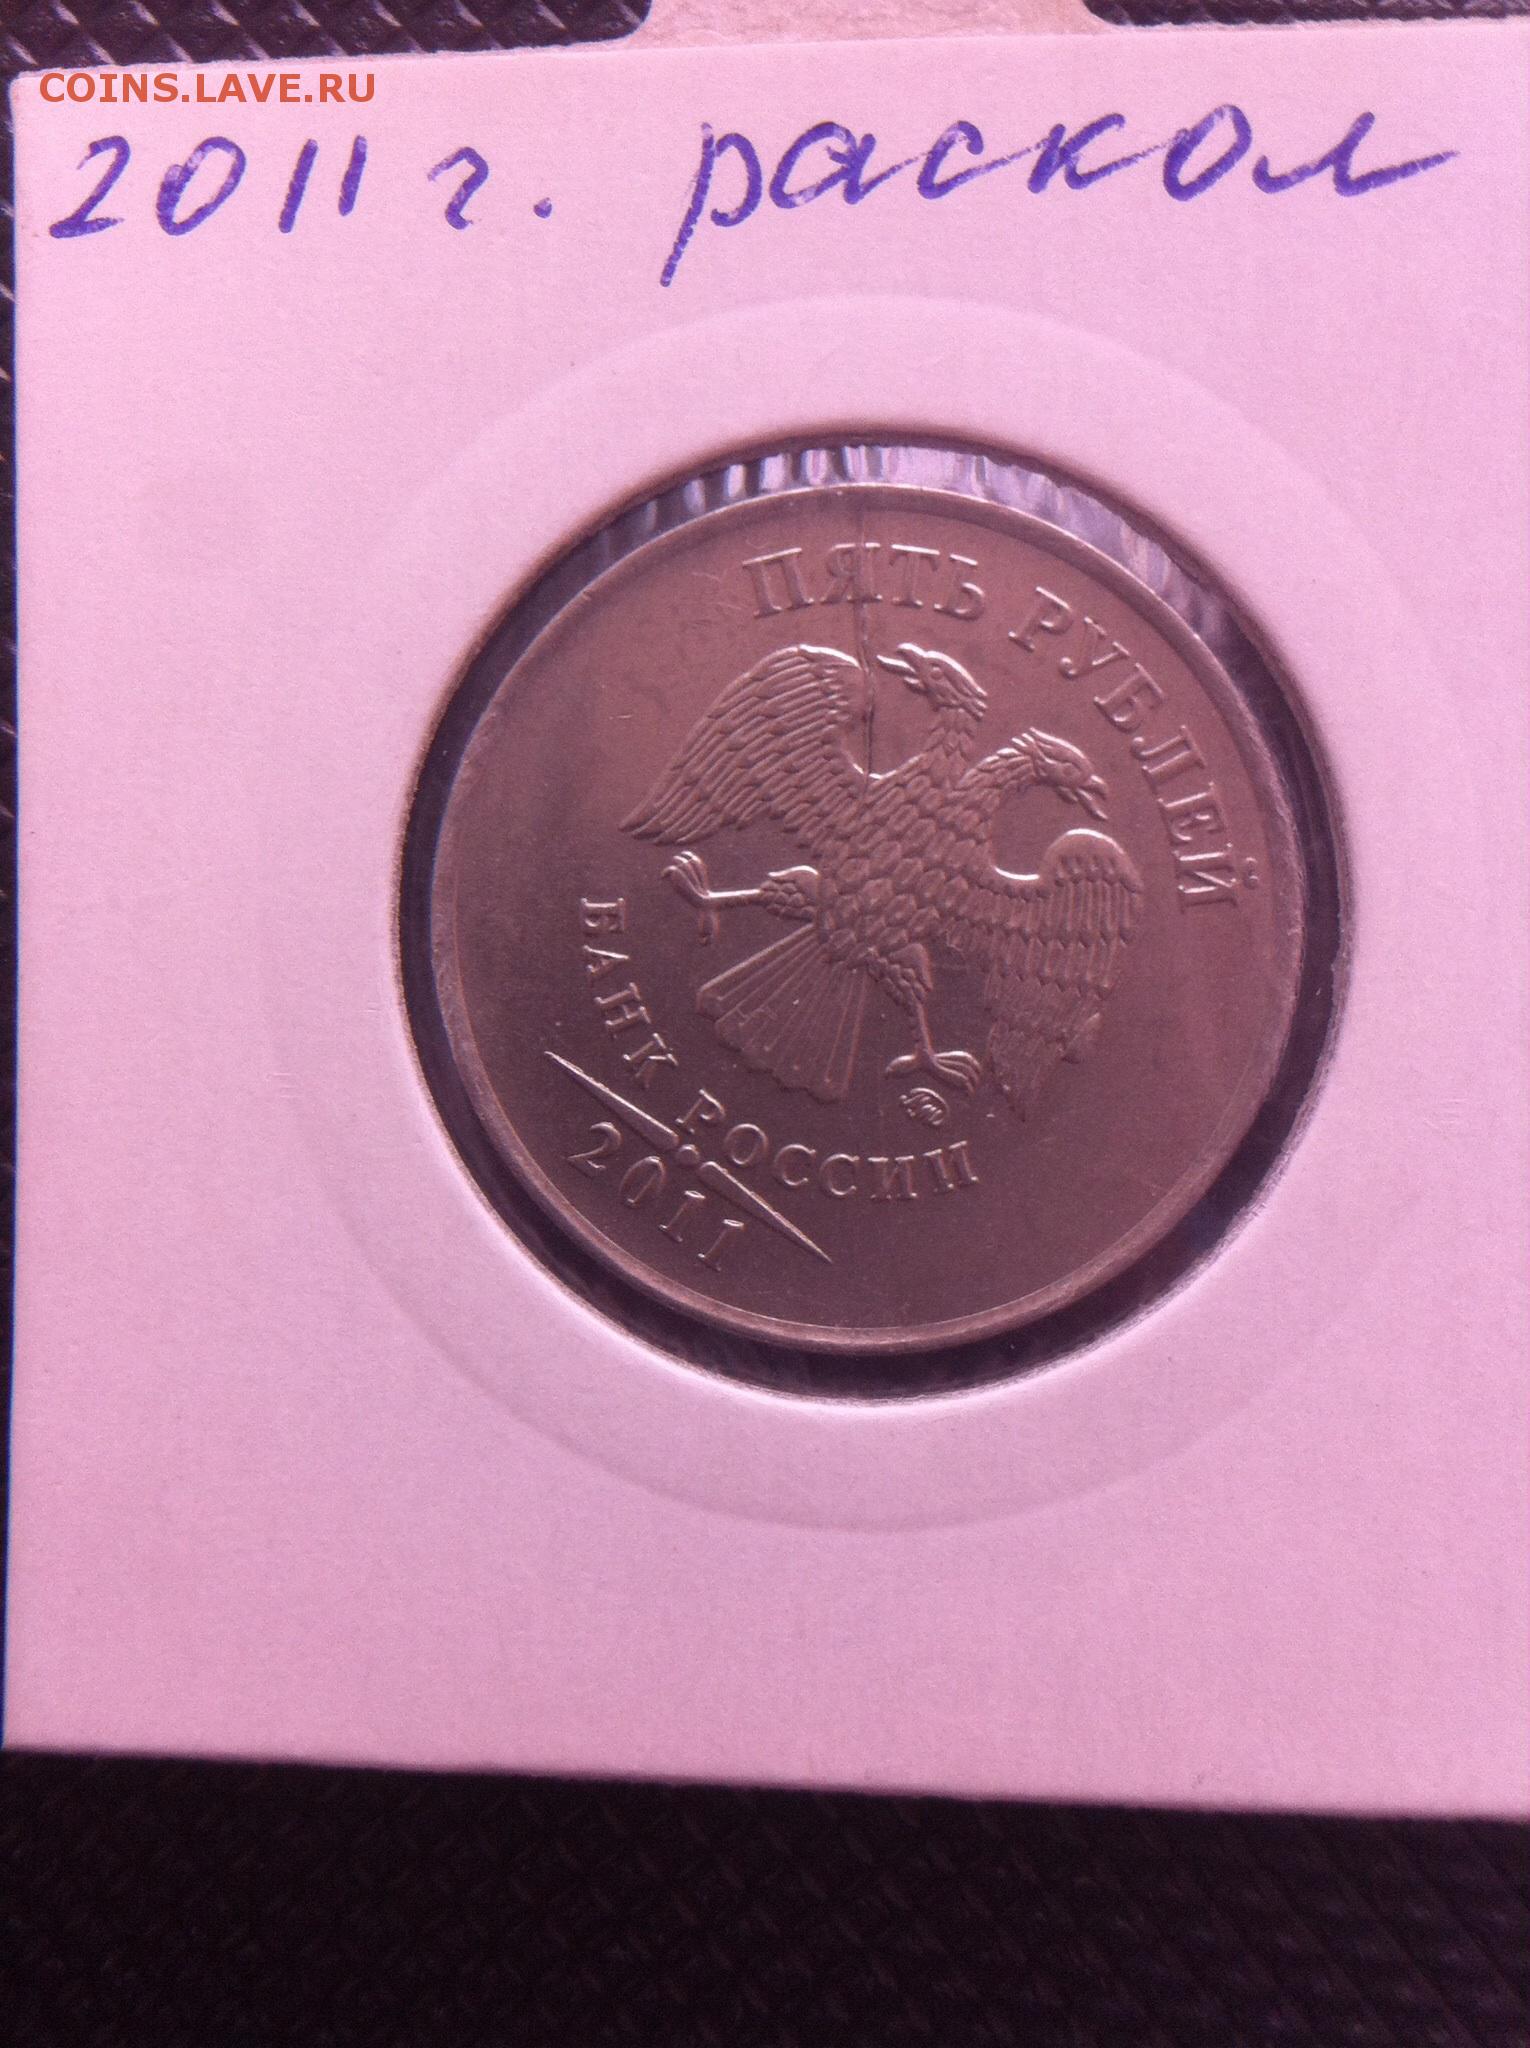 COINS.LAVE.RU
2011 г. раскол
ПЯТЬ РУБЛЕЙ
БАНК РОССИИ
2011